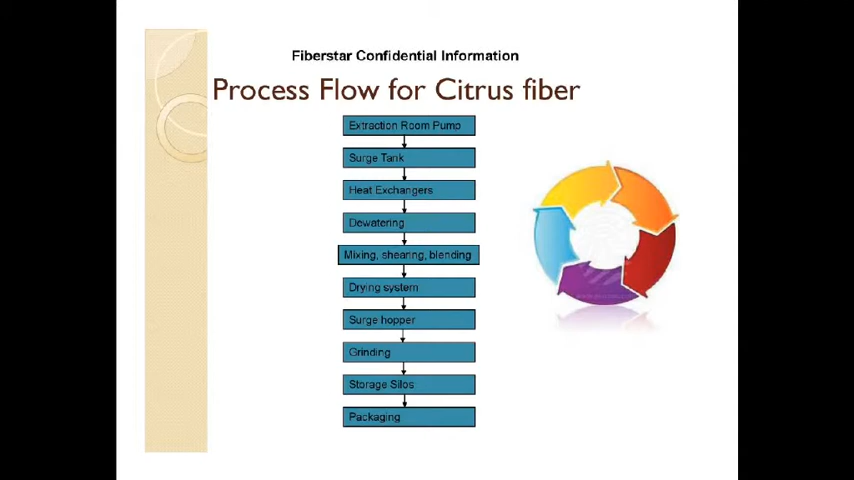 Fiberstar Confidential Information
Process Flow for Citrus fiber
Extraction Room Pump
Surge Tank
Heat Exchangers
Dewatering
Mixing, shearing, blending
Drying system
Surge hopper
Grinding
Storage Silos
Packaging